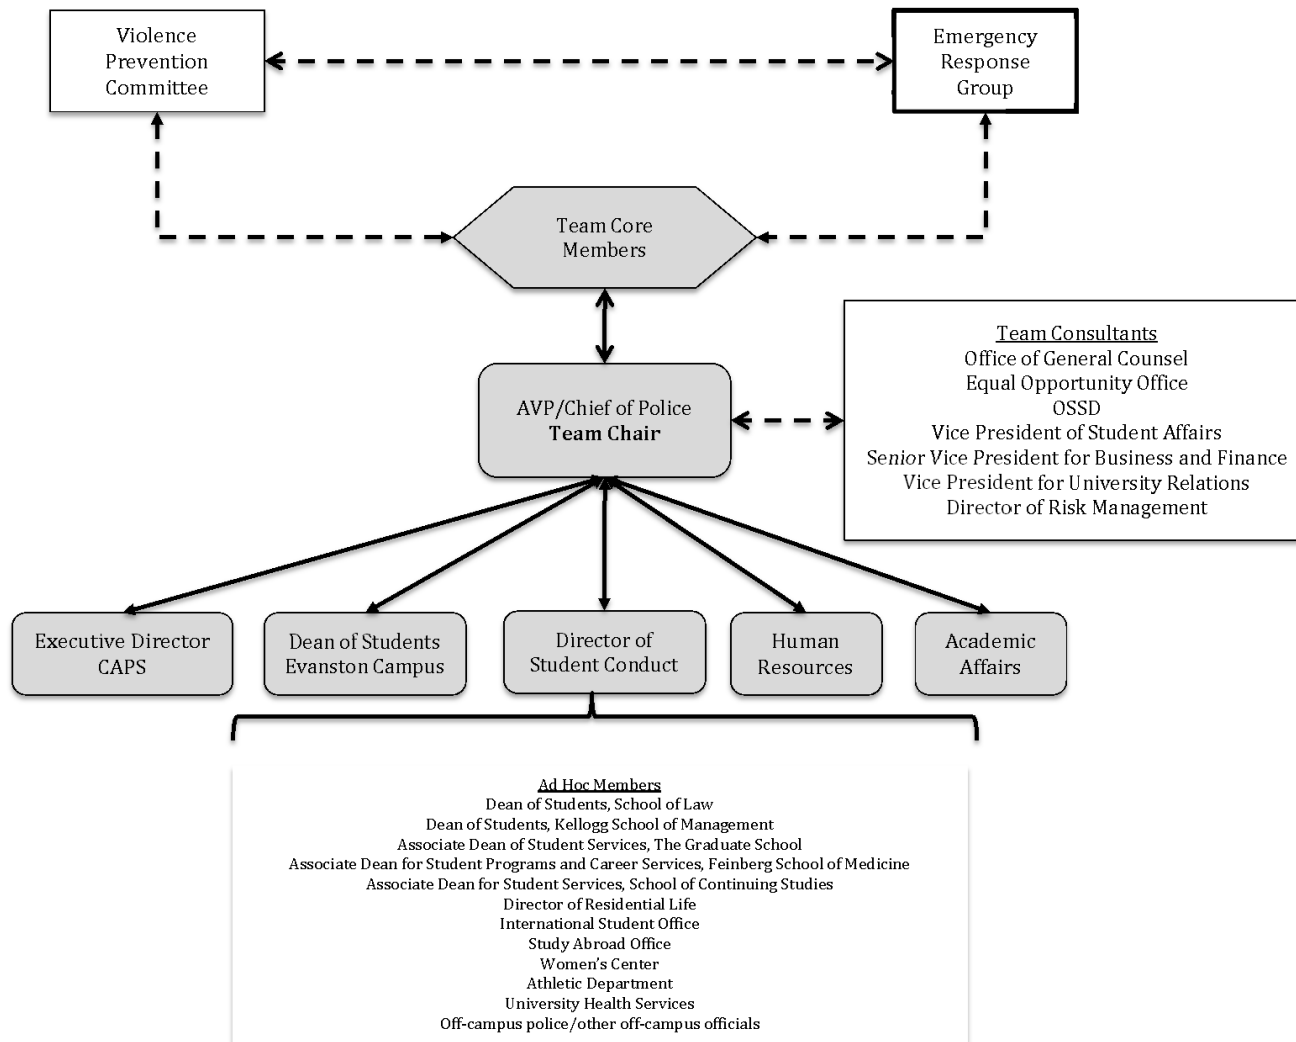 Violence
Prevention
Committee
Emergency
Response
Group
Team Core
Members
AVP/Chief of Police
Team Chair
Team Consultants
Office of General Counsel
Equal Opportunity Office
OSSD
Vice President of Student Affairs
Senior Vice President for Business and Finance
Vice President for University Relations
Director of Risk Management
Executive Director
CAPS
Dean of Students
Evanston Campus
Director of
Student Conduct
Human
Resources
Academic
Affairs
Ad Hoc Members
Dean of Students, School of Law
Dean of Students, Kellogg School of Management
Associate Dean of Student Services, The Graduate School
Associate Dean for Student Programs and Career Services, Feinberg School of Medicine
Associate Dean for Student Services, School of Continuing Studies
Director of Residential Life
International Student Office
Study Abroad Office
Women's Center
Athletic Department
University Health Services
Off-campus police/other off-campus officials